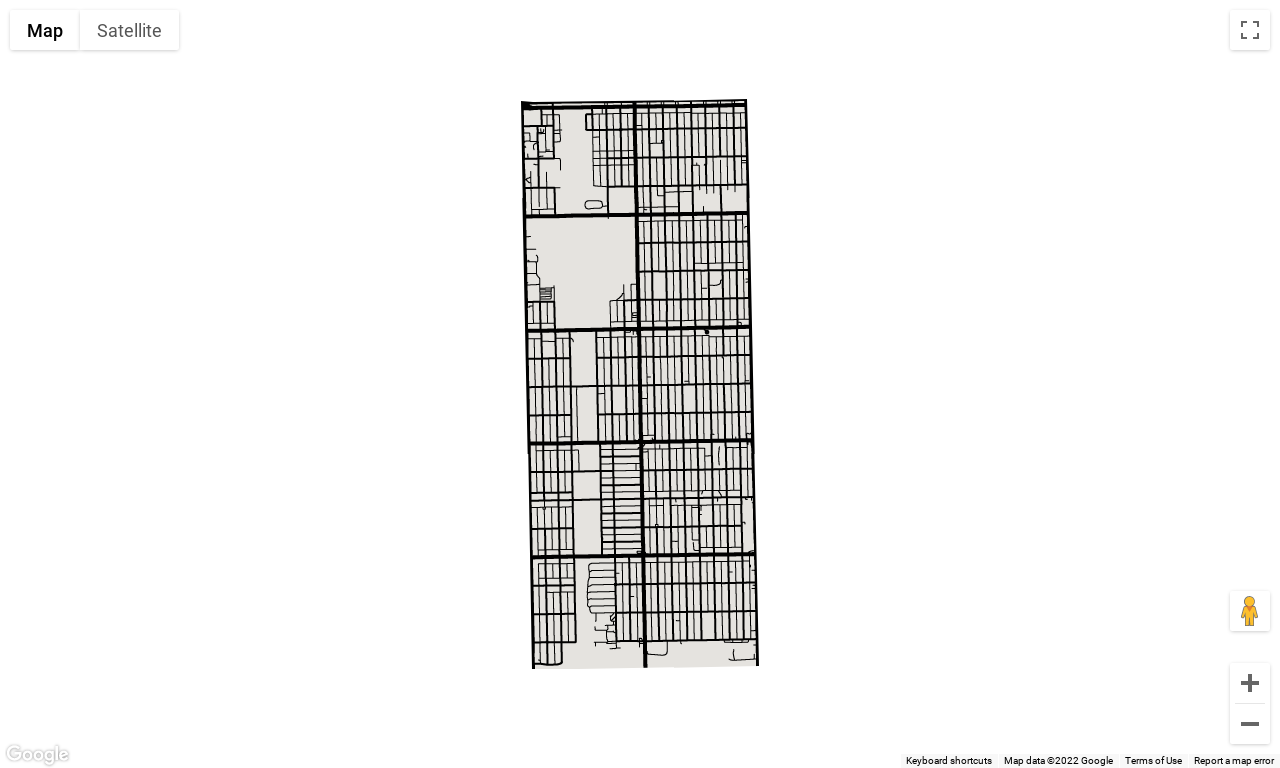 Map
Satellite
Google
Keyboard shortcuts
Map data ©2022 Google
Terms of Use
Report a map error